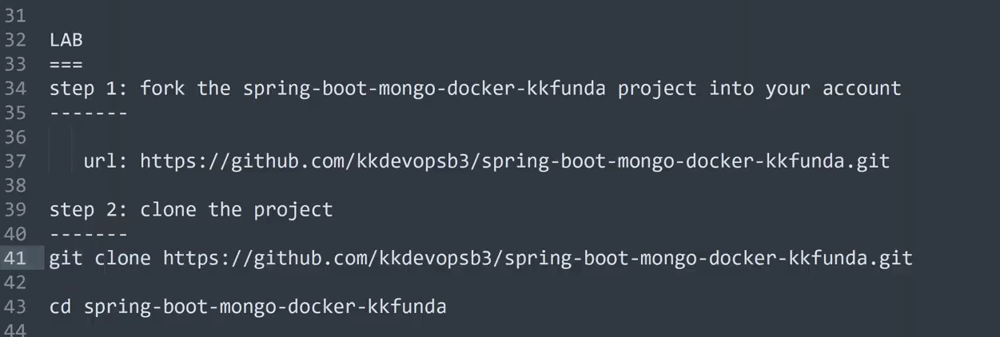 31
32 LAB
33 ===
34 step 1: fork the spring-boot-mongo-docker-kkfunda project into your account
35 -------
36
37 url: https://github.com/kkdevopsb3/spring-boot-mongo-docker-kkfunda.git
38
39 step 2: clone the project
40 -------
41 git clone https://github.com/kkdevopsb3/spring-boot-mongo-docker-kkfunda.git
42
43 cd spring-boot-mongo-docker-kkfunda
44